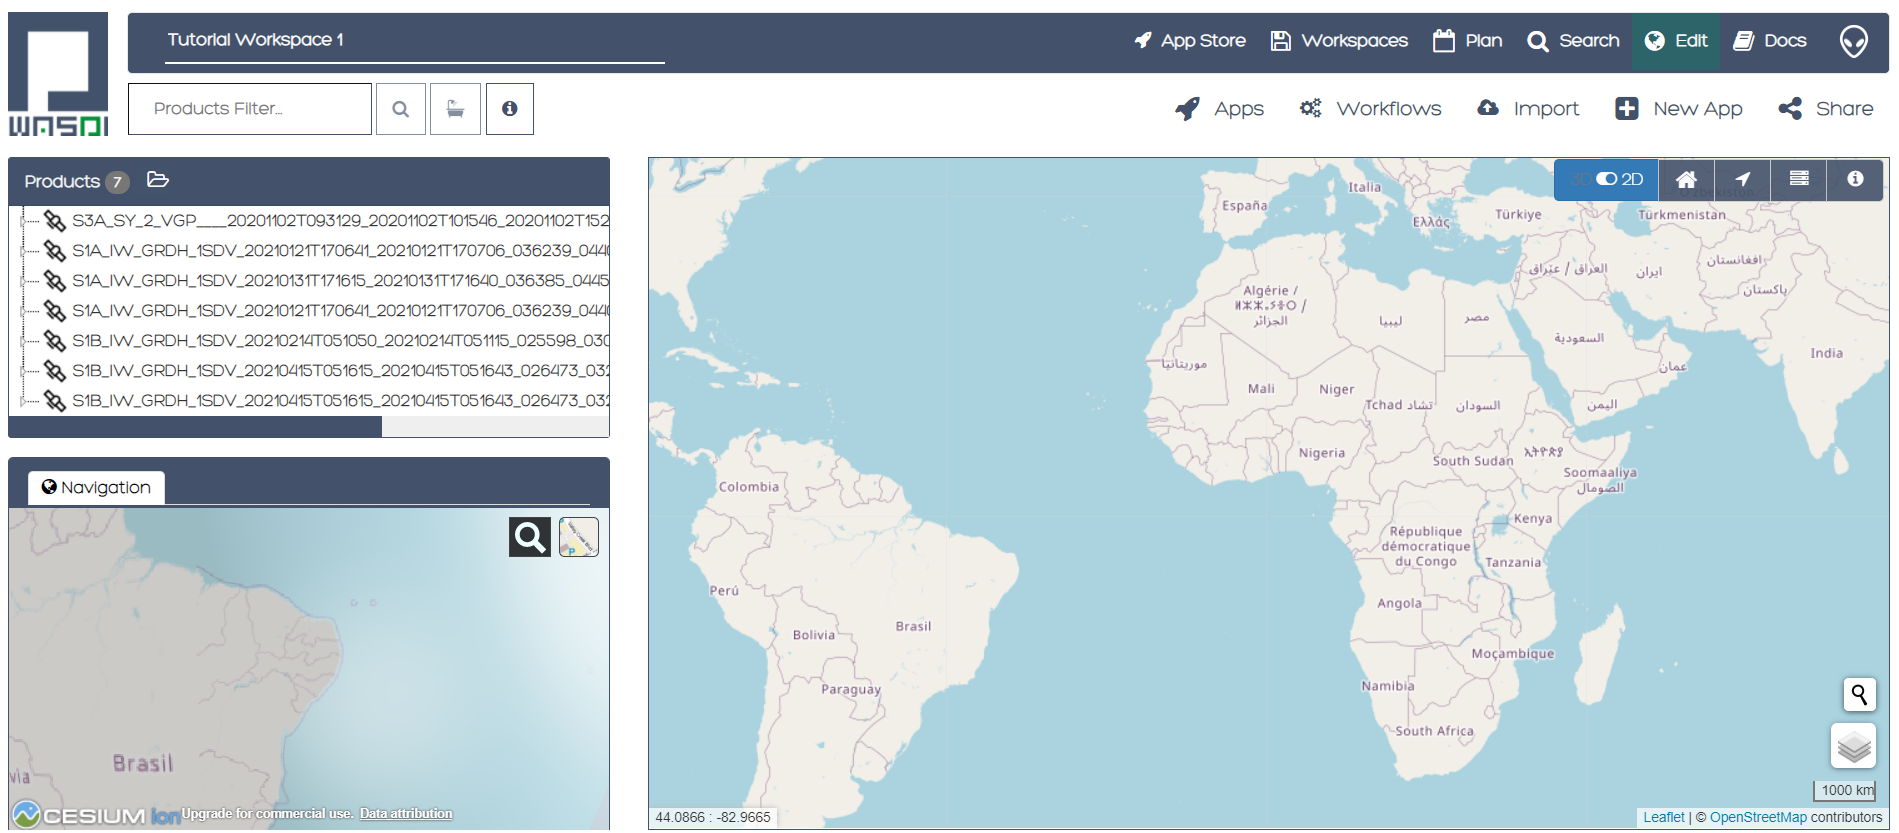 Tutorial Workspace 1
App Store
Workspaces
Plan
Search
Edit
Docs
WASDI
Products Filter...
Apps
Workflows
Import
New App
Share
Products 7
S3A_SY_2_VGP____20201102T093129_20201102T101546_20201102T152
S1A_IW_GRDH_1SDV_20210121T170641_20210121T170706_036239_044
S1A_IW_GRDH_1SDV_20210131T171615_20210131T171640_036385_0445
S1A_IW_GRDH_1SDV_20210121T170641_20210121T170706_036239_044
S1B_IW_GRDH_1SDV_20210214T051050_20210214T051115_025598_030
S1B_IW_GRDH_1SDV_20210415T051615_20210415T051643_026473_032
S1B_IW_GRDH_1SDV_20210415T051615_20210415T051643_026473_032
Navigation
Brasil
via
CESIUM ion
Upgrade for commercial use. Data attribution
3D 2D
Italia
España
Ελλάς
Türkiye
Türkmenistan
العراق / عێراق
ایران
افغانستان
پاکستان
Algérie /
ⵍⵣⵣⴰⵢⴻⵔ /
الجزائر
ليبيا
مصر
السعودية
India
موريتانيا
عمان
Mali
Niger
Tchad تشاد
السودان
اليمن
Nigeria
South Sudan
ኢትዮጵያ
Soomaaliya
الصومال
Colombia
Kenya
République
démocratique
du Congo
Tanzania
Perú
Angola
Bolivia
Brasil
Moçambique
Paraguay
Namibia
South Africa
1000 km
44.0866 : -82.9665
Leaflet | © OpenStreetMap contributors